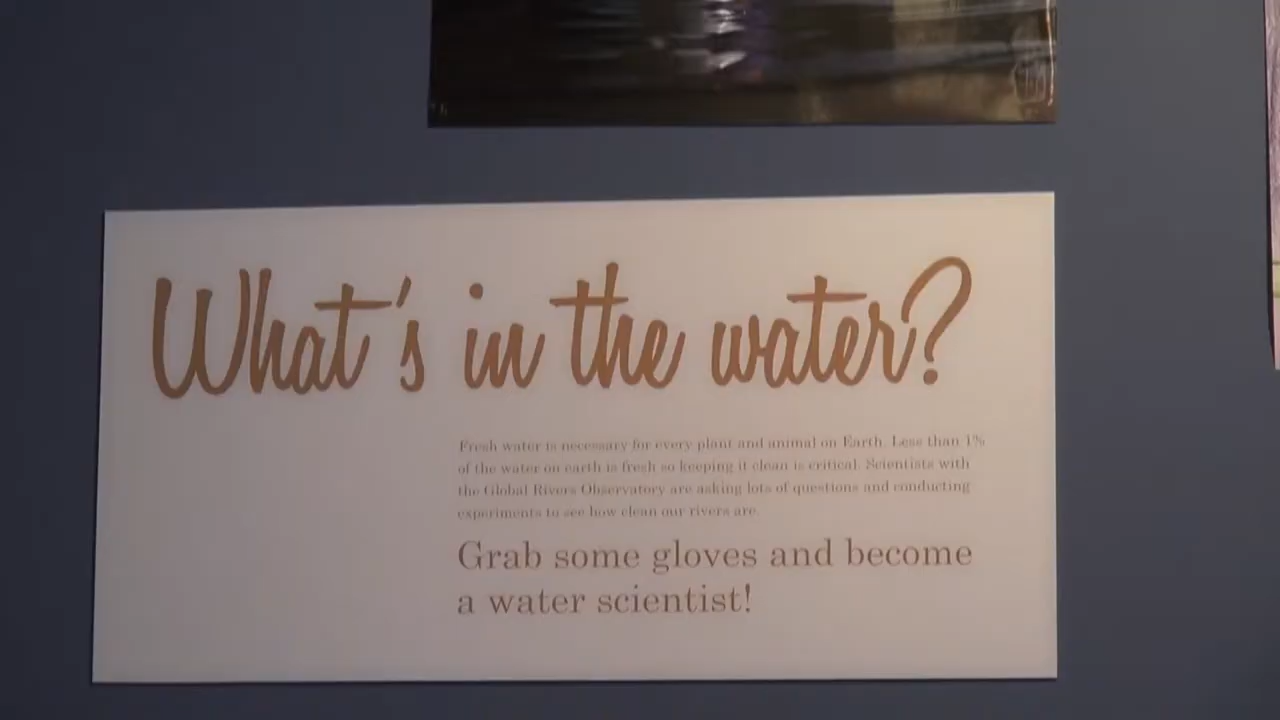 What's in the water?
Fresh water is necessary for every plant and animal on Earth. Less than 1%
of the water on earth is fresh so keeping it clean is critical. Scientists with
the Global Rivers Observatory are asking lots of questions and conducting
experiments to see how clean our rivers are.
Grab some gloves and become
a water scientist!